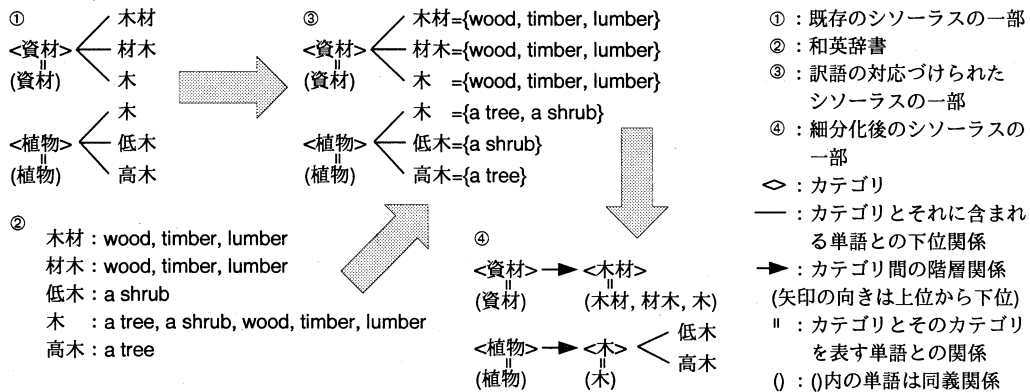 ①
<資材>
(資材)
木材
材木
木
<植物>
(植物)
木
低木
高木
②
木材：wood, timber, lumber
材木：wood, timber, lumber
低木：a shrub
木　：a tree, a shrub, wood, timber, lumber
高木：a tree
③
<資材>
(資材)
木材={wood, timber, lumber}
材木={wood, timber, lumber}
木　={wood, timber, lumber}
<植物>
(植物)
木　={a tree, a shrub}
低木={a shrub}
高木={a tree}
④
<資材>
(資材)
<木材>
(木材, 材木, 木)
<植物>
(植物)
<木>
(木)
低木
高木
①：既存のシソーラスの一部
②：和英辞書
③：訳語の対応づけられた
シソーラスの一部
④：細分化後のシソーラスの
一部
<>：カテゴリ
―：カテゴリとそれに含まれ
る単語との下位関係
→：カテゴリ間の階層関係
(矢印の向きは上位から下位)
॥：カテゴリとそのカテゴリ
を表す単語との関係
()：()内の単語は同義関係